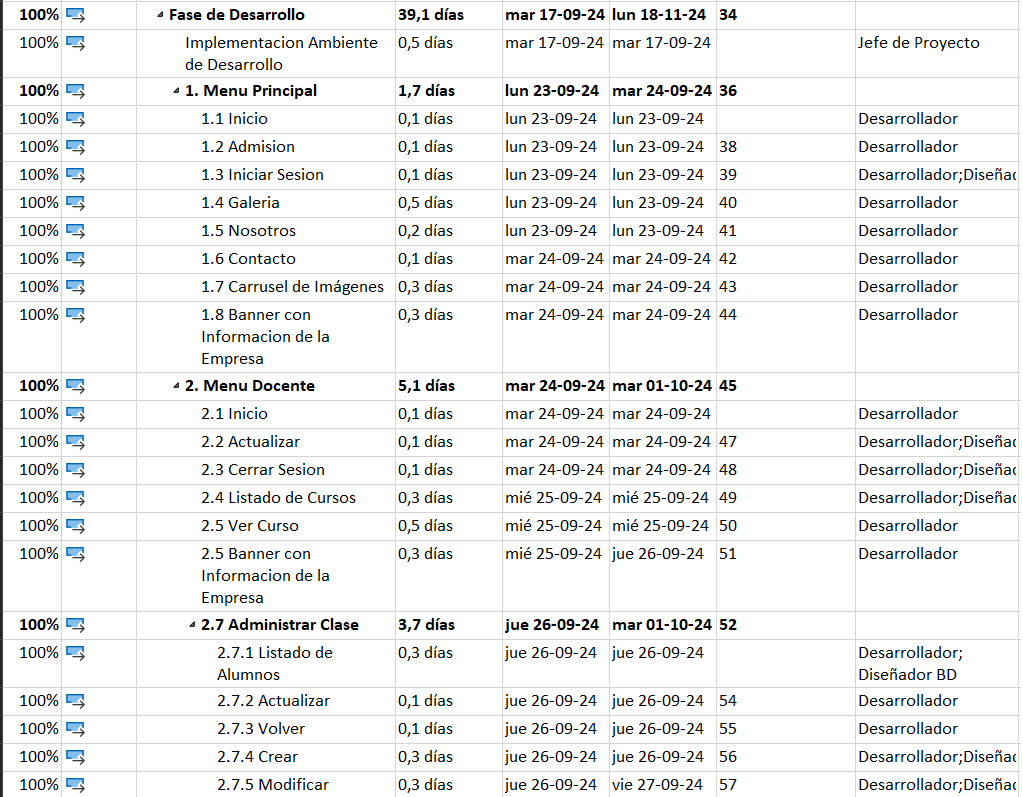 100% Fase de Desarrollo 39,1 días mar 17-09-24 lun 18-11-24 34
100% Implementacion Ambiente 0,5 días mar 17-09-24 mar 17-09-24 Jefe de Proyecto
de Desarrollo
100% 1. Menu Principal 1,7 días lun 23-09-24 mar 24-09-24 36
100% 1.1 Inicio 0,1 días lun 23-09-24 lun 23-09-24 Desarrollador
100% 1.2 Admision 0,1 días lun 23-09-24 lun 23-09-24 38 Desarrollador
100% 1.3 Iniciar Sesion 0,1 días lun 23-09-24 lun 23-09-24 39 Desarrollador;Diseñad
100% 1.4 Galeria 0,5 días lun 23-09-24 lun 23-09-24 40 Desarrollador
100% 1.5 Nosotros 0,2 días lun 23-09-24 lun 23-09-24 41 Desarrollador
100% 1.6 Contacto 0,1 días mar 24-09-24 mar 24-09-24 42 Desarrollador
100% 1.7 Carrusel de Imágenes 0,3 días mar 24-09-24 mar 24-09-24 43 Desarrollador
100% 1.8 Banner con 0,3 días mar 24-09-24 mar 24-09-24 44 Desarrollador
Informacion de la
Empresa
100% 2. Menu Docente 5,1 días mar 24-09-24 mar 01-10-24 45
100% 2.1 Inicio 0,1 días mar 24-09-24 mar 24-09-24 Desarrollador
100% 2.2 Actualizar 0,1 días mar 24-09-24 mar 24-09-24 47 Desarrollador;Diseñad
100% 2.3 Cerrar Sesion 0,1 días mar 24-09-24 mar 24-09-24 48 Desarrollador;Diseñad
100% 2.4 Listado de Cursos 0,3 días mié 25-09-24 mié 25-09-24 49 Desarrollador;Diseñad
100% 2.5 Ver Curso 0,5 días mié 25-09-24 mié 25-09-24 50 Desarrollador
100% 2.5 Banner con 0,3 días mié 25-09-24 jue 26-09-24 51 Desarrollador
Informacion de la
Empresa
100% 2.7 Administrar Clase 3,7 días jue 26-09-24 mar 01-10-24 52
100% 2.7.1 Listado de 0,3 días jue 26-09-24 jue 26-09-24 Desarrollador;
Alumnos Diseñador BD
100% 2.7.2 Actualizar 0,1 días jue 26-09-24 jue 26-09-24 54 Desarrollador
100% 2.7.3 Volver 0,1 días jue 26-09-24 jue 26-09-24 55 Desarrollador
100% 2.7.4 Crear 0,3 días jue 26-09-24 jue 26-09-24 56 Desarrollador;Diseñad
100% 2.7.5 Modificar 0,3 días jue 26-09-24 vie 27-09-24 57 Desarrollador;Diseñad